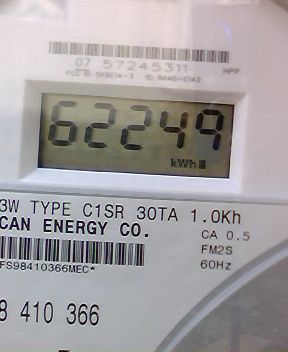 07 57245311
HPP
62249
kWh
3W TYPE C1SR 30TA 1.0Kh
CAN ENERGY CO.
CA 0.5
FM2S
60Hz
FS98410366MEC*
8 410 366